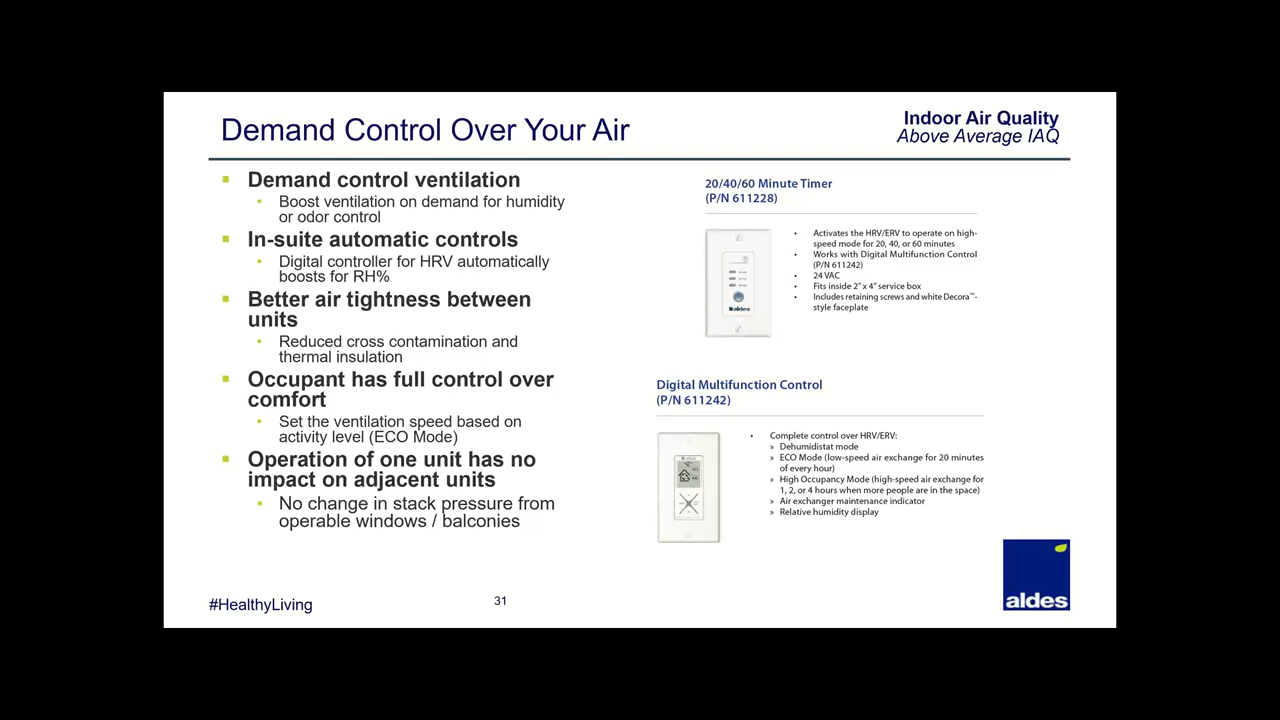 Demand Control Over Your Air
Indoor Air Quality
Above Average IAQ
▪ Demand control ventilation
• Boost ventilation on demand for humidity
or odor control
▪ In-suite automatic controls
• Digital controller for HRV automatically
boosts for RH%
▪ Better air tightness between
units
• Reduced cross contamination and
thermal insulation
▪ Occupant has full control over
comfort
• Set the ventilation speed based on
activity level (ECO Mode)
▪ Operation of one unit has no
impact on adjacent units
• No change in stack pressure from
operable windows / balconies
20/40/60 Minute Timer
(P/N 611228)
• Activates the HRV/ERV to operate on high-
speed mode for 20, 40, or 60 minutes
• Works with Digital Multifunction Control
(P/N 611242)
• 24 VAC
• Fits inside 2” x 4” service box
• Includes retaining screws and white Decora™-
style faceplate
aldes
Digital Multifunction Control
(P/N 611242)
• Complete control over HRV/ERV:
» Dehumidistat mode
» ECO Mode (low-speed air exchange for 20 minutes
of every hour)
» High Occupancy Mode (high-speed air exchange for
1, 2, or 4 hours when more people are in the space)
» Air exchanger maintenance indicator
» Relative humidity display
#HealthyLiving
31
aldes